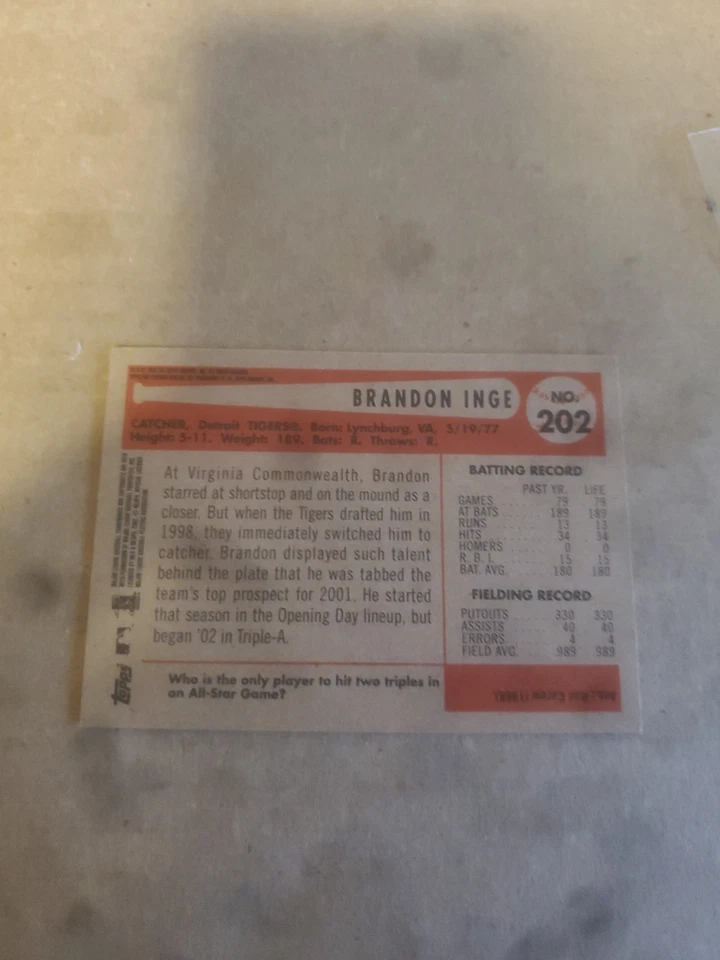 BRANDON INGE
NO.
202
CATCHER, Detroit TIGERS®. Born: Lynchburg, VA, 5/19/77
Height: 5-11. Weight: 189. Bats: R. Throws: R.
At Virginia Commonwealth, Brandon
starred at shortstop and on the mound as a
closer. But when the Tigers drafted him in
1998, they immediately switched him to
catcher. Brandon displayed such talent
behind the plate that he was tabbed the
team's top prospect for 2001. He started
that season in the Opening Day lineup, but
began '02 in Triple-A.
BATTING RECORD
PAST YR. LIFE
GAMES 79 79
AT BATS 189 189
RUNS 13 13
HITS 34 34
HOMERS 0 0
R. B. I. 15 15
BAT. AVG. 180 180
FIELDING RECORD
PUTOUTS 330 330
ASSISTS 40 40
ERRORS 4 4
FIELD AVG. 989 989
Who is the only player to hit two triples in
an All-Star Game?
Ans.: Rod Carew (1978)
TOPPS